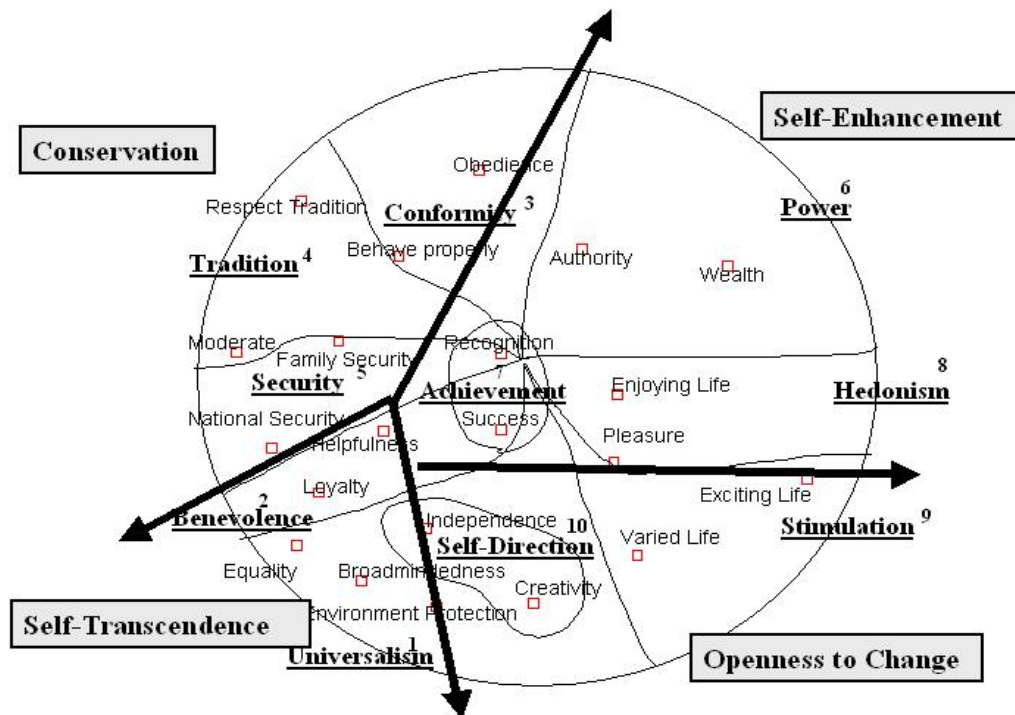 Self-Enhancement
Conservation
Obedience
Respect Tradition
Conformity 3
Power 6
Behave properly
Authority
Tradition 4
Wealth
Moderate
Family Security
Recognition
Security 5
Achievement 7
Enjoying Life
Hedonism 8
National Security
Helpfulness
Success
Pleasure
Loyalty
Exciting Life
Benevolence 2
Independence
Stimulation 9
Self-Direction 10
Varied Life
Equality
Broadmindedness
Creativity
Self-Transcendence
Environment Protection
Universalism 1
Openness to Change